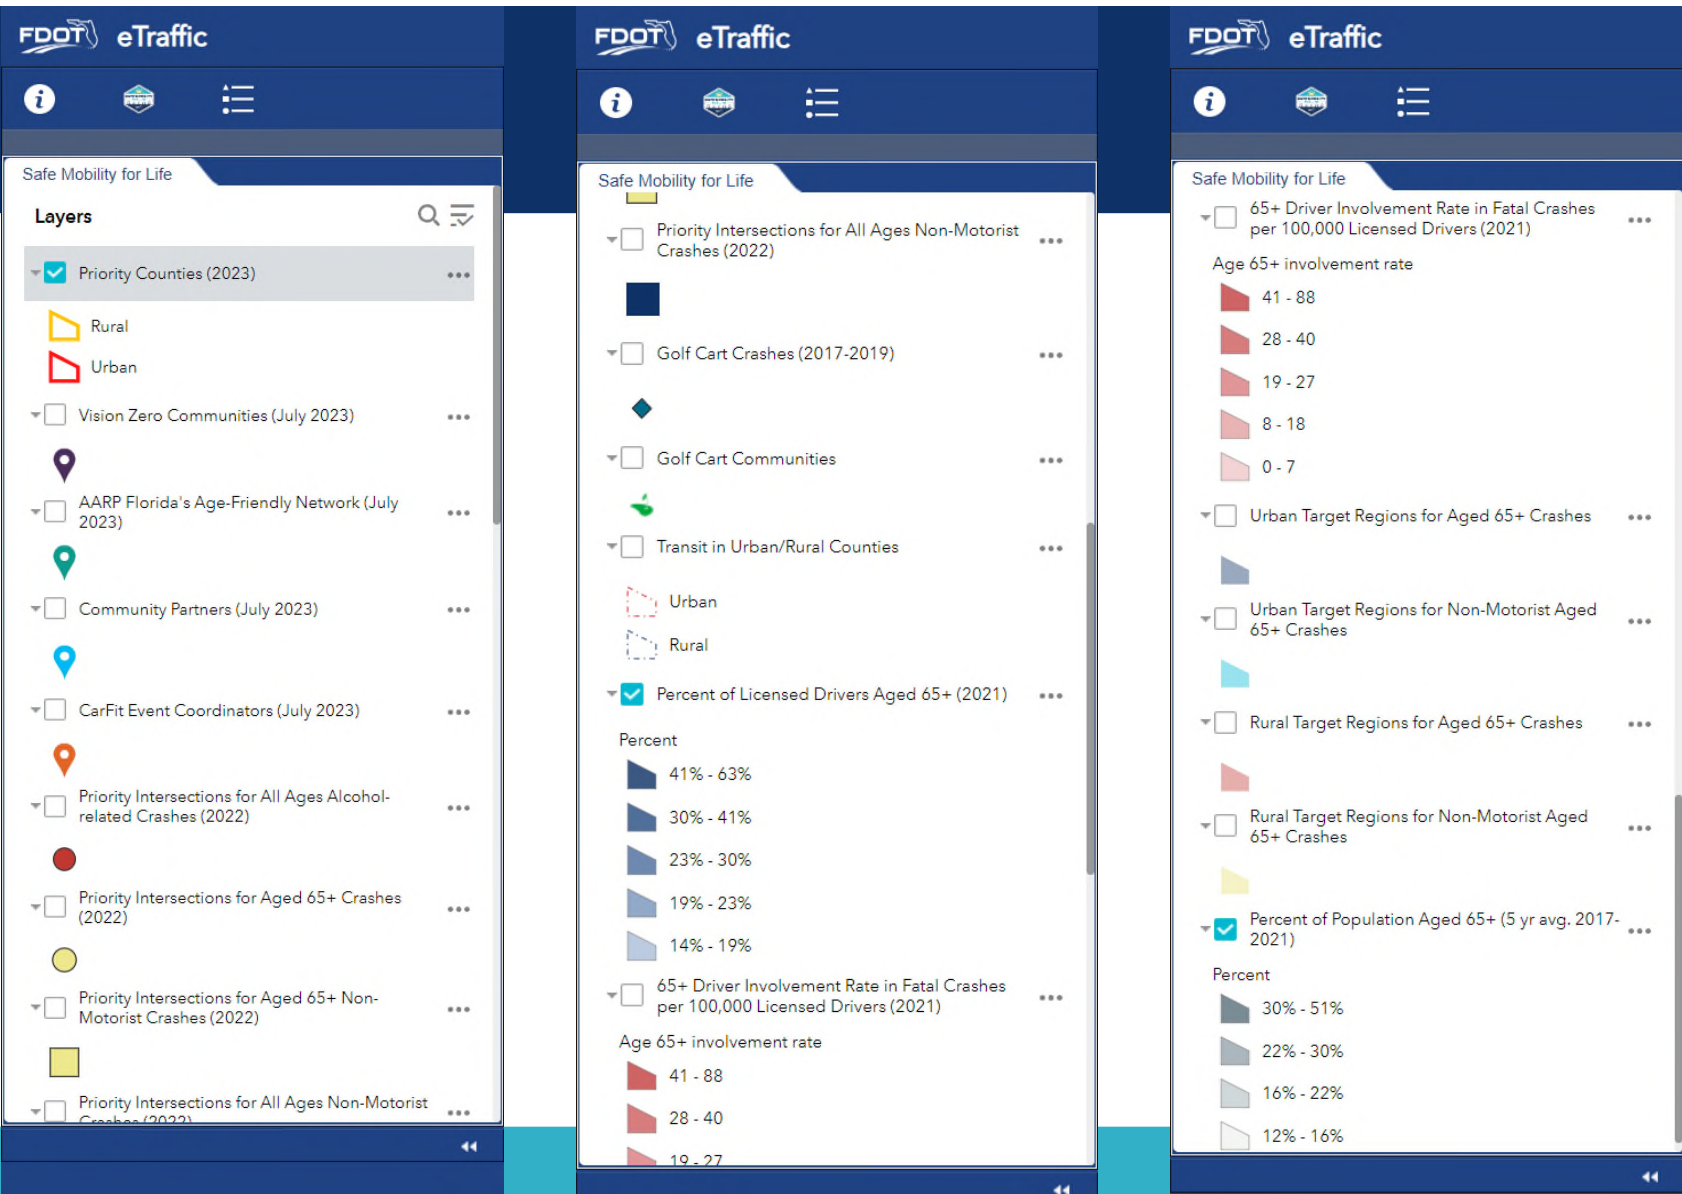 FDOT eTraffic
Safe Mobility for Life
Layers
Priority Counties (2023)
Rural
Urban
Vision Zero Communities (July 2023)
AARP Florida's Age-Friendly Network (July
2023)
Community Partners (July 2023)
CarFit Event Coordinators (July 2023)
Priority Intersections for All Ages Alcohol-
related Crashes (2022)
Priority Intersections for Aged 65+ Crashes
(2022)
Priority Intersections for Aged 65+ Non-
Motorist Crashes (2022)
Priority Intersections for All Ages Non-Motorist
Crashes (2022)
FDOT eTraffic
Safe Mobility for Life
Priority Intersections for All Ages Non-Motorist
Crashes (2022)
Golf Cart Crashes (2017-2019)
Golf Cart Communities
Transit in Urban/Rural Counties
Urban
Rural
Percent of Licensed Drivers Aged 65+ (2021)
Percent
41% - 63%
30% - 41%
23% - 30%
19% - 23%
14% - 19%
65+ Driver Involvement Rate in Fatal Crashes
per 100,000 Licensed Drivers (2021)
Age 65+ involvement rate
41 - 88
28 - 40
19 - 27
FDOT eTraffic
Safe Mobility for Life
65+ Driver Involvement Rate in Fatal Crashes
per 100,000 Licensed Drivers (2021)
Age 65+ involvement rate
41 - 88
28 - 40
19 - 27
8 - 18
0 - 7
Urban Target Regions for Aged 65+ Crashes
Urban Target Regions for Non-Motorist Aged
65+ Crashes
Rural Target Regions for Aged 65+ Crashes
Rural Target Regions for Non-Motorist Aged
65+ Crashes
Percent of Population Aged 65+ (5 yr avg. 2017-
2021)
Percent
30% - 51%
22% - 30%
16% - 22%
12% - 16%